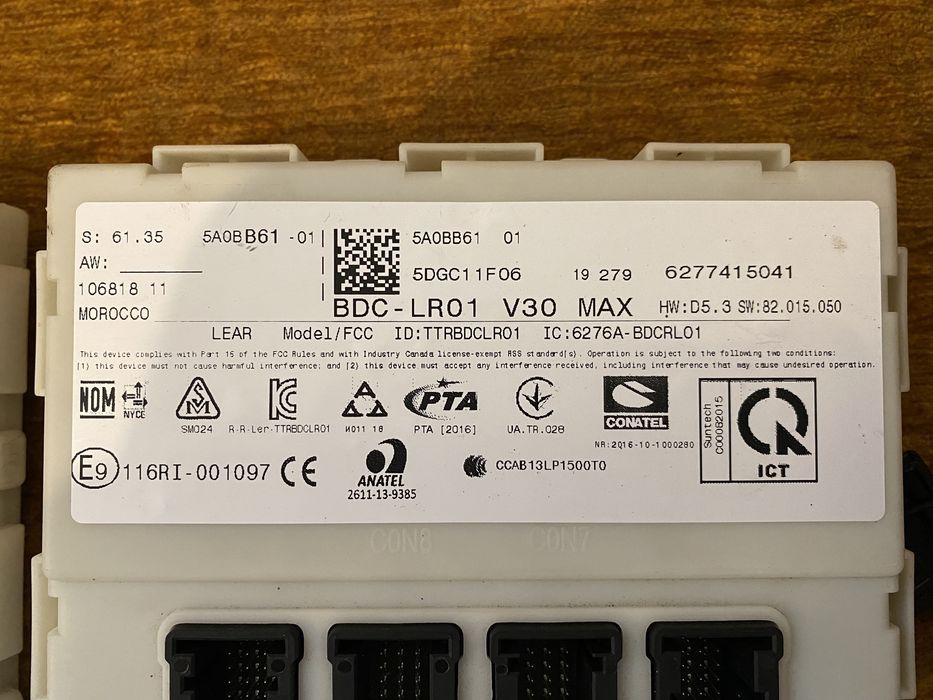 S: 61.35 5A0BB61 -01 5A0BB61 01
AW:
5DGC11F06 19 279 6277415041
106818 11
MOROCCO
BDC-LR01 V30 MAX HW:D5.3 SW:82.015.050
LEAR Model/FCC ID:TTRBDCLR01 IC:6276A-BDCRL01
This device complies with Part 15 of the FCC Rules and with Industry Canada license-exempt RSS standard(s). Operation is subject to the following two conditions:
(1) this device must not cause harmful interference; and (2) this device must accept any interference received, including interference that may cause undesired operation.
NOM NYCE
SM024
R-R-Ler-TTRBDCLR01
N011 18
PTA
PTA [2016]
UA.TR.028
CONATEL
NR:2016-10-1000280
Suntech
C00082015
ICT
E9 116RI-001097 CE
ANATEL
2611-13-9385
CCAB13LP1500T0
CON8 CON7